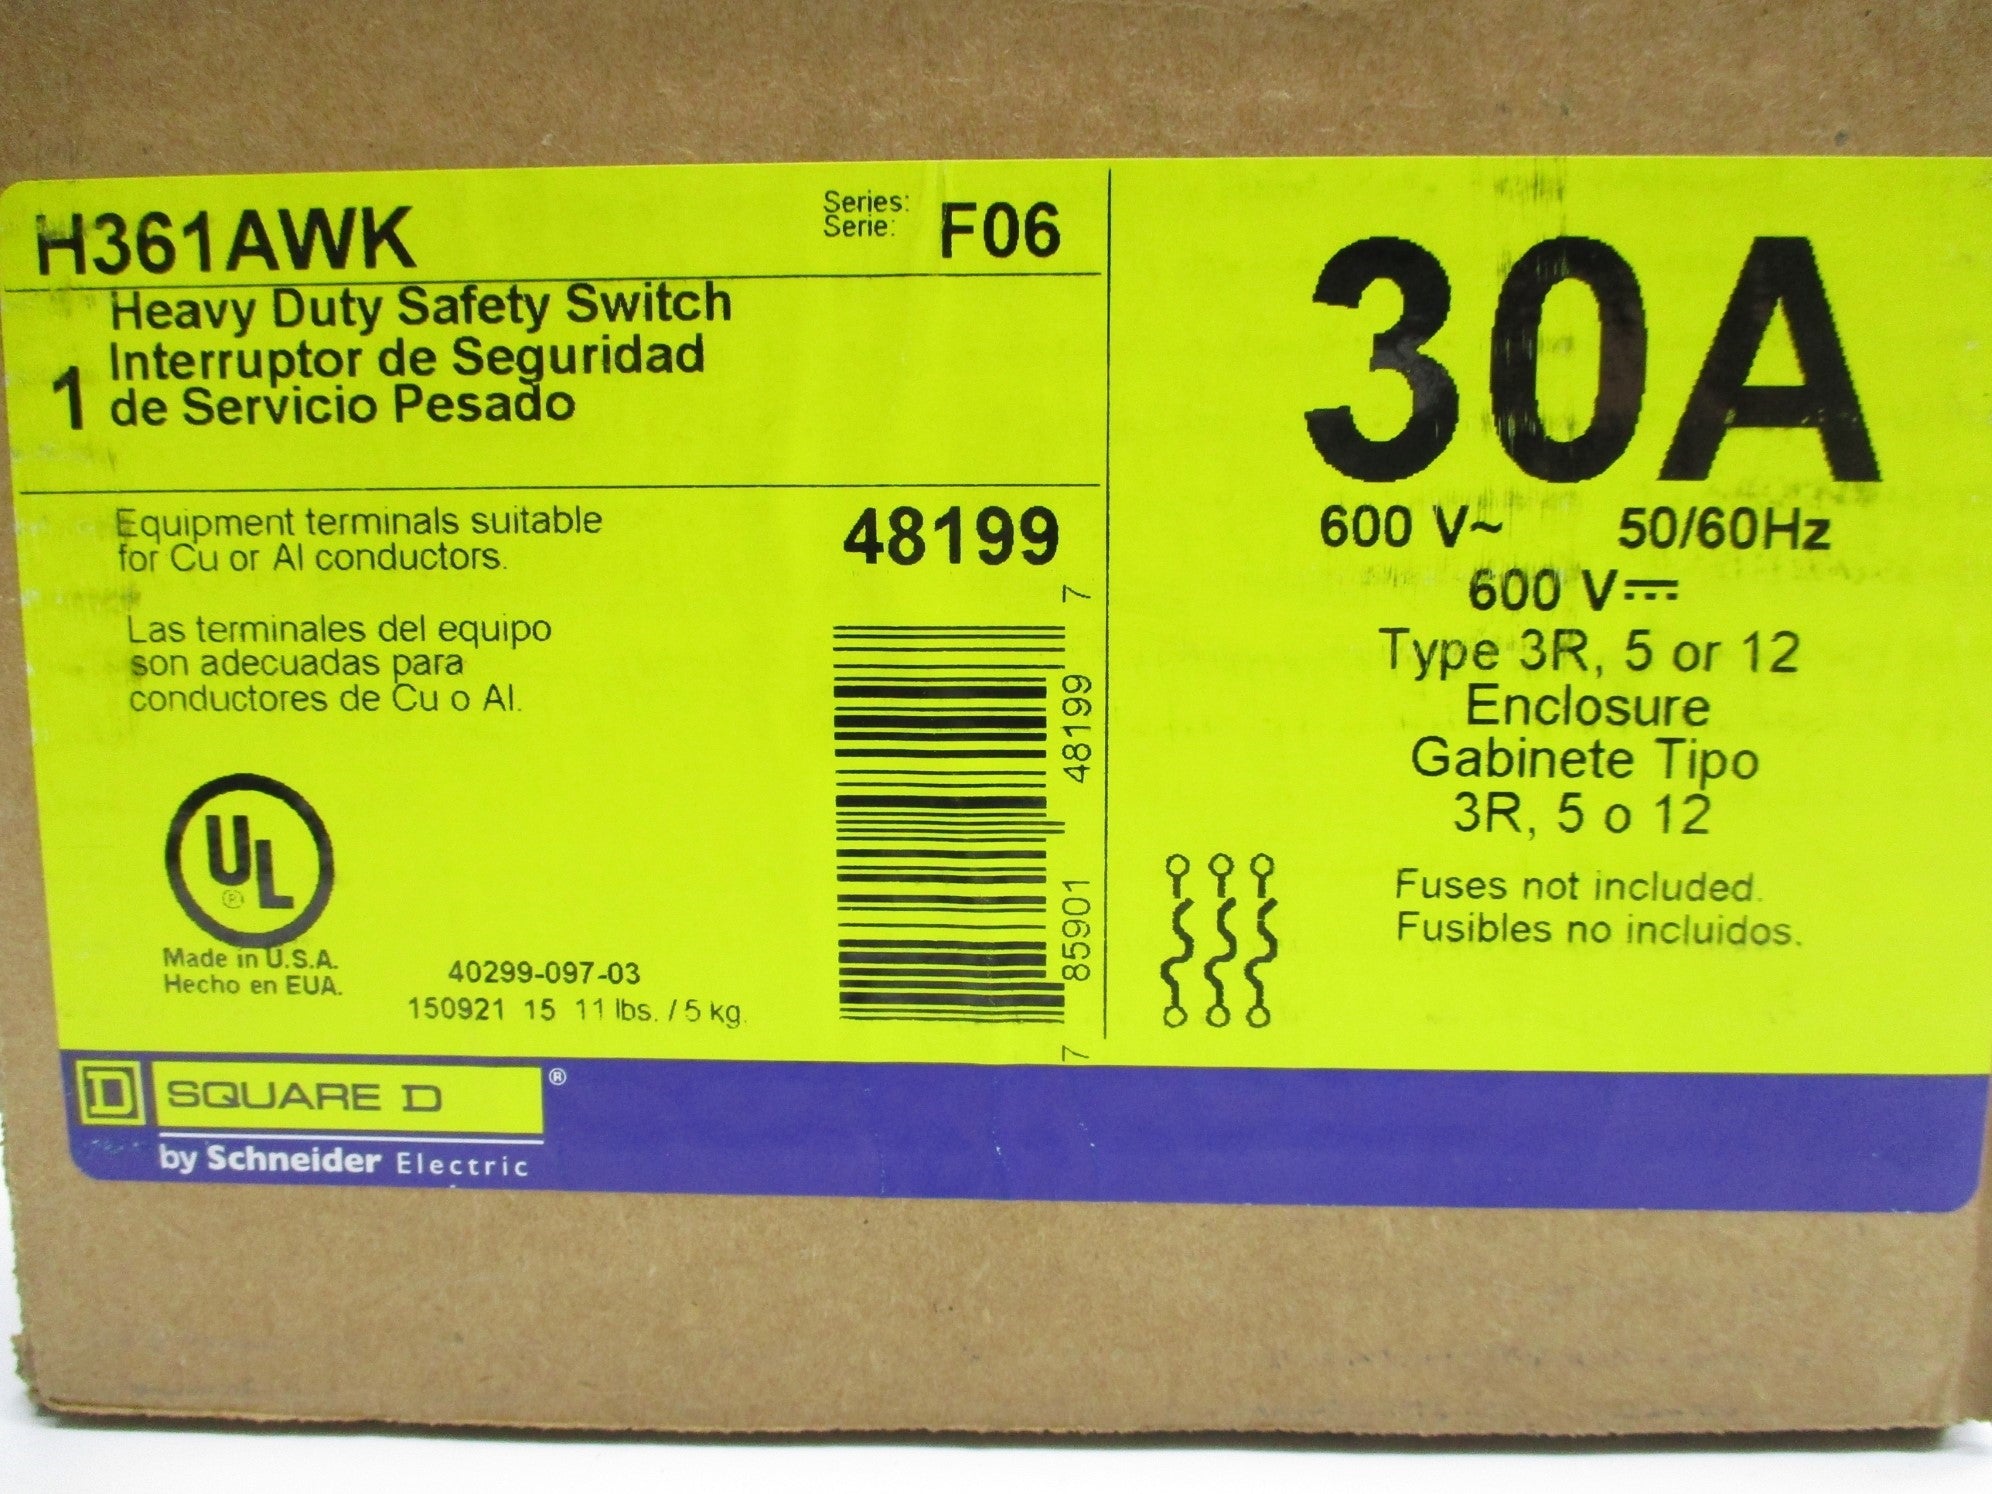 H361AWK
Series:
Serie:
F06
1
Heavy Duty Safety Switch
Interruptor de Seguridad
de Servicio Pesado
Equipment terminals suitable
for Cu or Al conductors.
Las terminales del equipo
son adecuadas para
conductores de Cu o Al.
48199
7 85901 48199 7
UL
®
Made in U.S.A.
Hecho en EUA.
40299-097-03
150921 15 11 lbs. / 5 kg.
30A
600 V~ 50/60Hz
600 V⎓
Type 3R, 5 or 12
Enclosure
Gabinete Tipo
3R, 5 o 12
Fuses not included.
Fusibles no incluidos.
D SQUARE D ®
by Schneider Electric